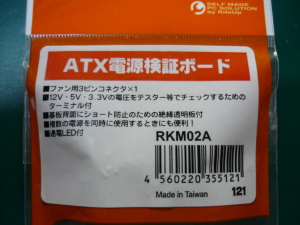 SELF MADE
PC SOLUTION
by RiteUp
ATX電源検証ボード
■ファン用3ピンコネクタ×1
■12V・5V・3.3Vの電圧をテスター等でチェックするための
ターミナル付
■基板背面にショート防止のための絶縁透明板付
■複数の電源を同時に使用するときにも便利！
■通電LED付
RKM02A
4 560220 355121
Made in Taiwan
121